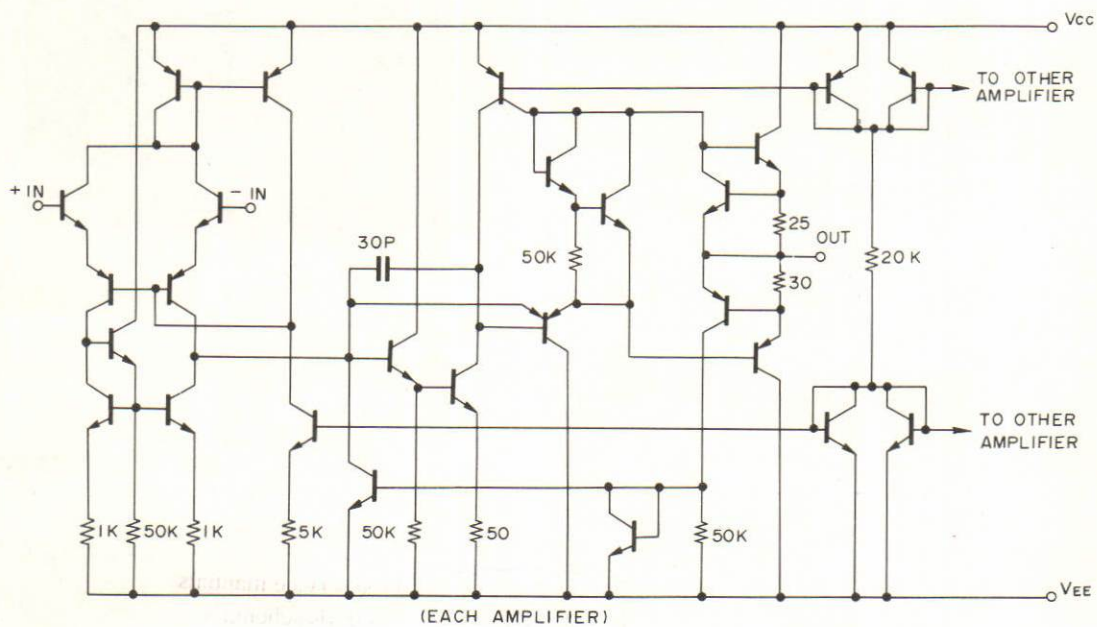 Vcc
TO OTHER
AMPLIFIER
+ IN
- IN
25
OUT
30P
50K
20 K
30
TO OTHER
AMPLIFIER
1K
50K
1K
5K
50K
50
50K
VEE
(EACH AMPLIFIER)